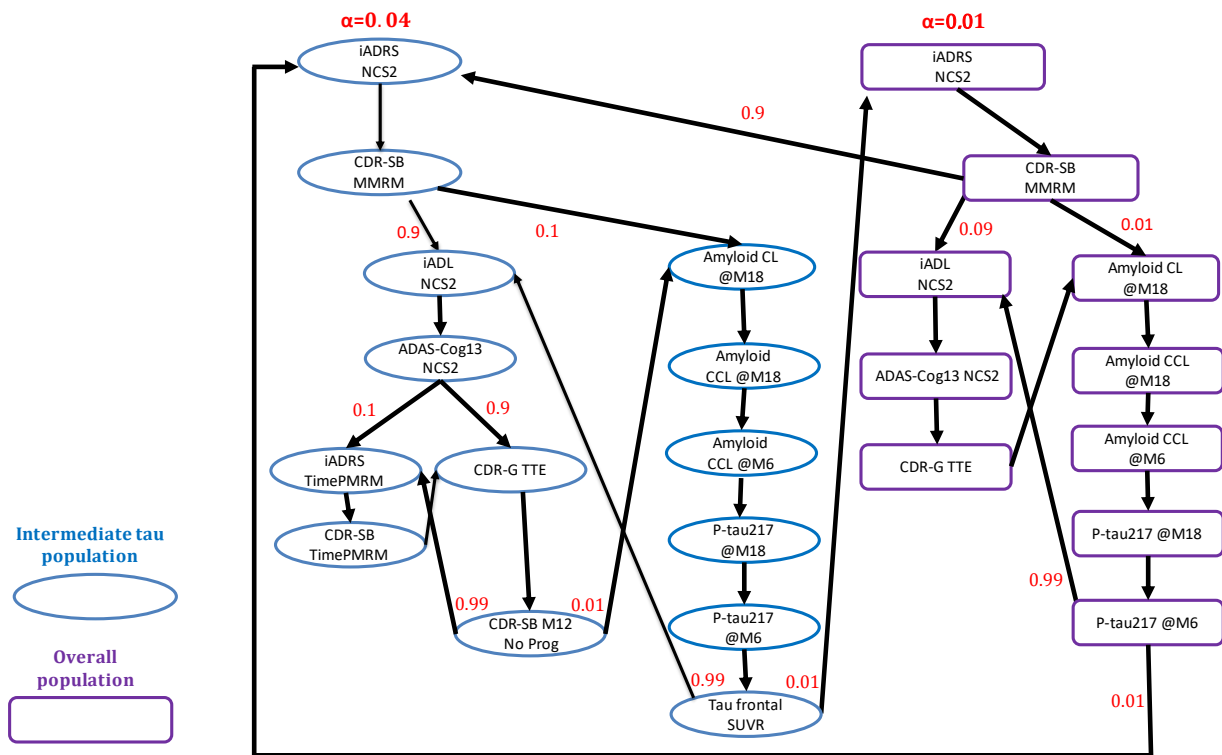 α=0.04
α=0.01
iADRS
NCS2
iADRS
NCS2
0.9
CDR-SB
MMRM
CDR-SB
MMRM
0.9
0.1
0.09
0.01
iADL
NCS2
Amyloid CL
@M18
iADL
NCS2
Amyloid CL
@M18
ADAS-Cog13
NCS2
Amyloid
CCL @M18
ADAS-Cog13 NCS2
Amyloid CCL
@M18
0.1
0.9
iADRS
TimePMRM
CDR-G TTE
Amyloid
CCL @M6
CDR-G TTE
Amyloid CCL
@M6
Intermediate tau
population
CDR-SB
TimePMRM
P-tau217
@M18
P-tau217 @M18
0.99
0.99
0.01
CDR-SB M12
No Prog
P-tau217
@M6
P-tau217 @M6
Overall
population
0.99
0.01
0.01
Tau frontal
SUVR